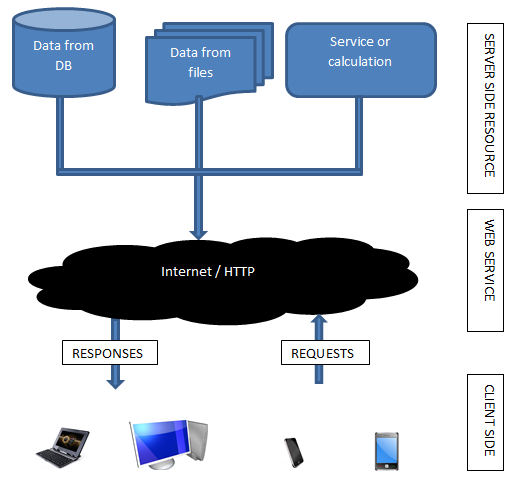 Data from
DB
Data from
files
Service or
calculation
SERVER SIDE RESOURCE
Internet / HTTP
WEB SERVICE
RESPONSES
REQUESTS
CLIENT SIDE